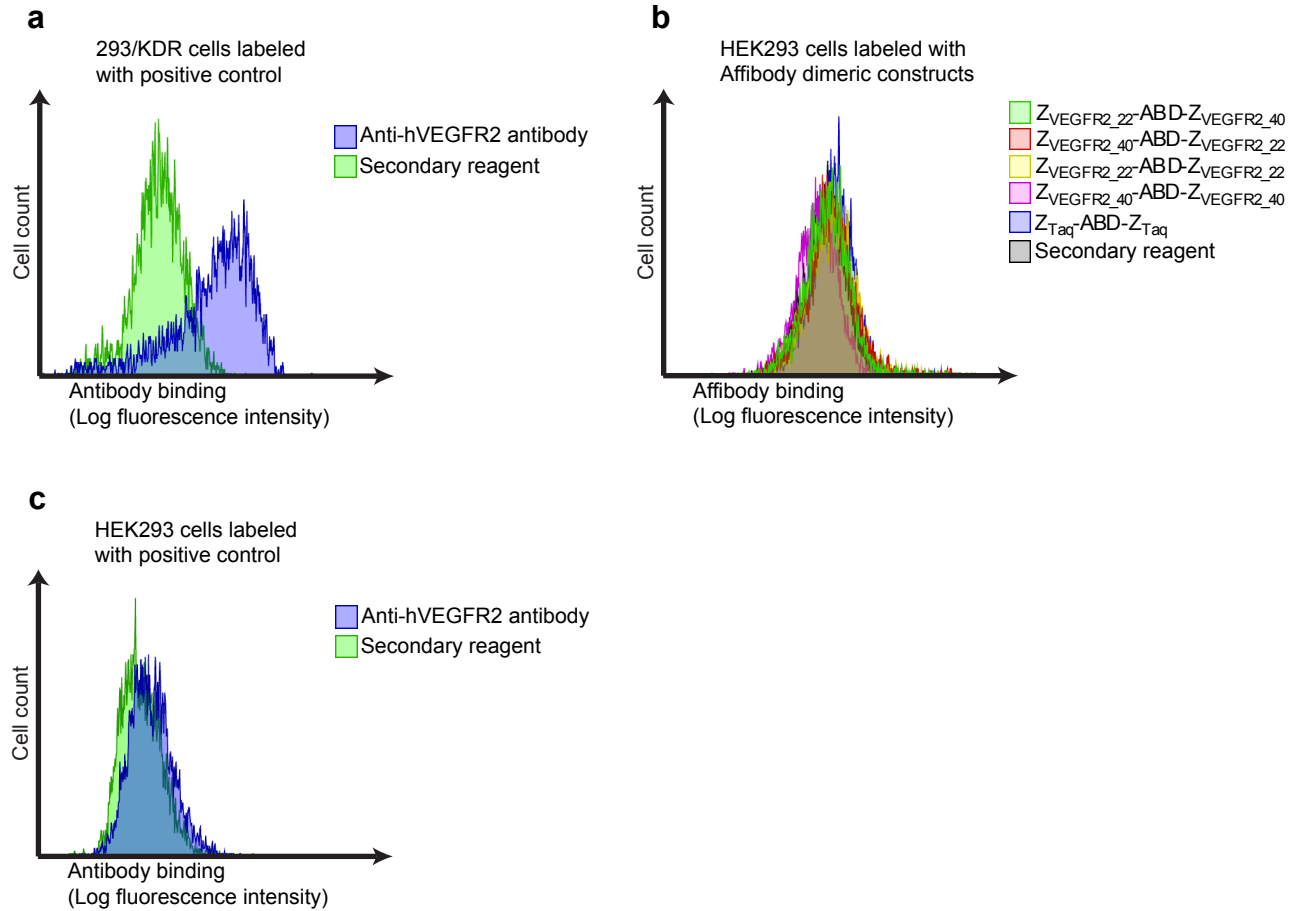 a
293/KDR cells labeled
with positive control
Anti-hVEGFR2 antibody
Secondary reagent
Cell count
Antibody binding
(Log fluorescence intensity)
b
HEK293 cells labeled with
Affibody dimeric constructs
ZVEGFR2_22-ABD-ZVEGFR2_40
ZVEGFR2_40-ABD-ZVEGFR2_22
ZVEGFR2_22-ABD-ZVEGFR2_22
ZVEGFR2_40-ABD-ZVEGFR2_40
ZTaq-ABD-ZTaq
Secondary reagent
Cell count
Affibody binding
(Log fluorescence intensity)
c
HEK293 cells labeled
with positive control
Anti-hVEGFR2 antibody
Secondary reagent
Cell count
Antibody binding
(Log fluorescence intensity)